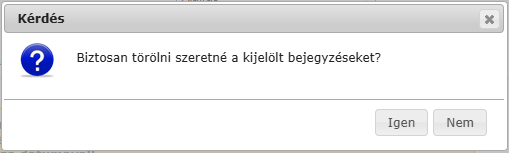 Kérdés
Biztosan törölni szeretné a kijelölt bejegyzéseket?
Igen
Nem